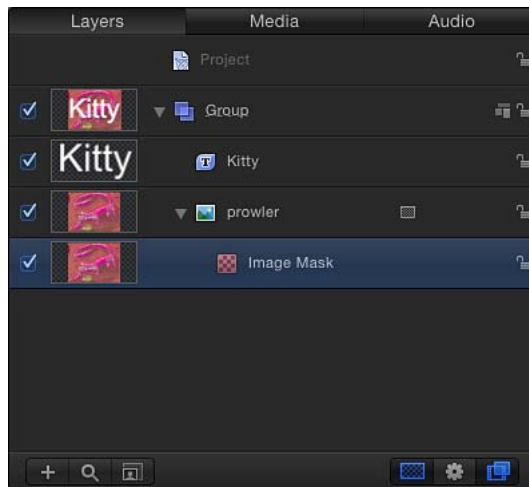 Layers Media Audio
Project
Kitty Group
Kitty T Kitty
prowler
Image Mask